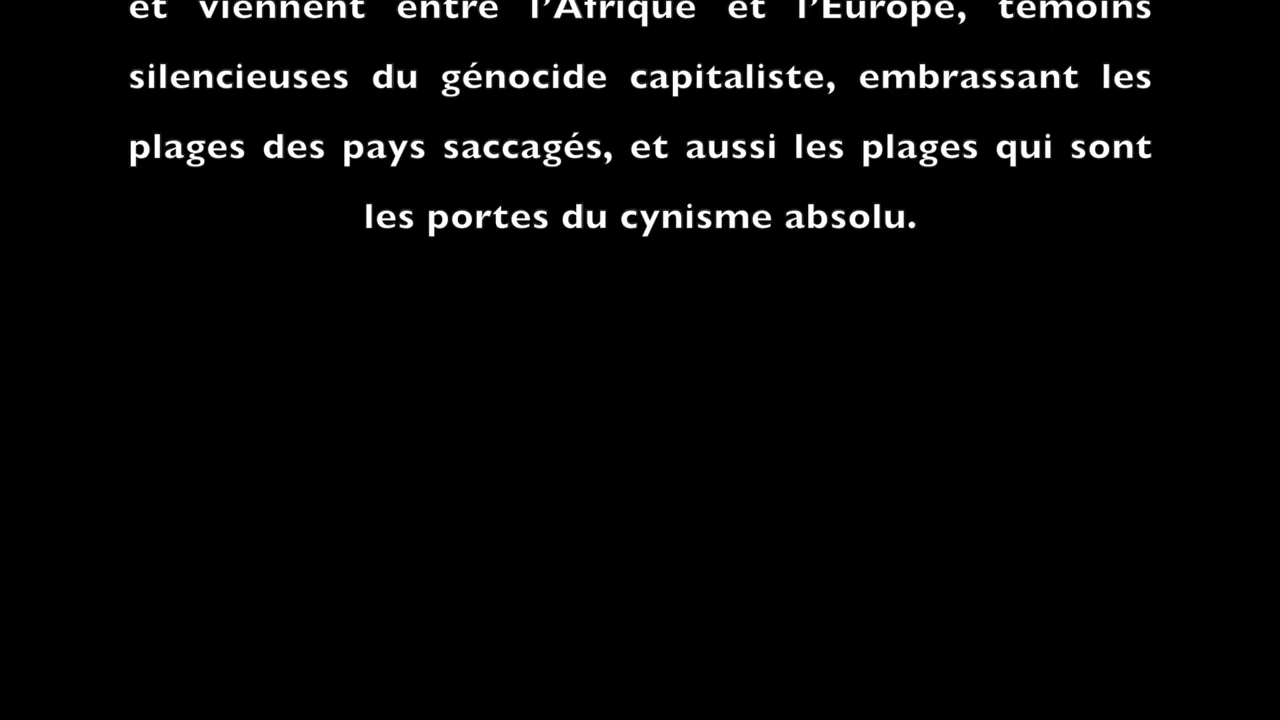 et viennent entre l’Afrique et l’Europe, témoins
silencieuses du génocide capitaliste, embrassant les
plages des pays saccagés, et aussi les plages qui sont
les portes du cynisme absolu.